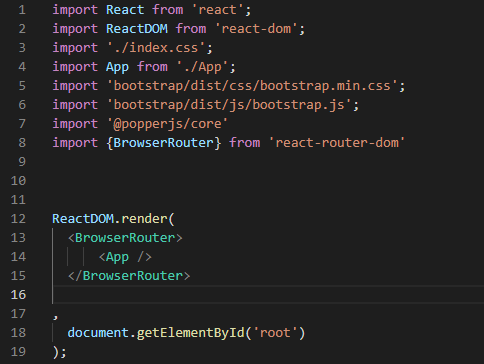 1 import React from 'react';
2 import ReactDOM from 'react-dom';
3 import './index.css';
4 import App from './App';
5 import 'bootstrap/dist/css/bootstrap.min.css';
6 import 'bootstrap/dist/js/bootstrap.js';
7 import '@popperjs/core'
8 import {BrowserRouter} from 'react-router-dom'
9
10
11
12 ReactDOM.render(
13   <BrowserRouter>
14       <App />
15   </BrowserRouter>
16
17 ,
18   document.getElementById('root')
19 );